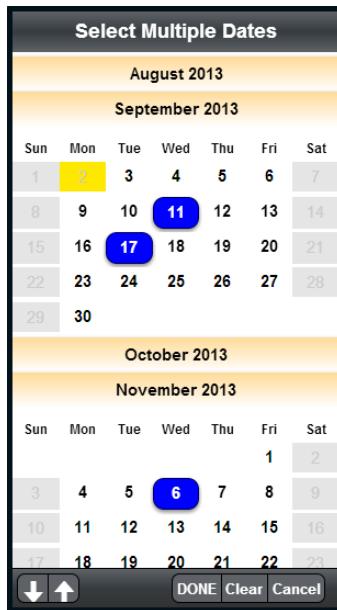 Select Multiple Dates
August 2013
September 2013
Sun Mon Tue Wed Thu Fri Sat
1 2 3 4 5 6 7
8 9 10 11 12 13 14
15 16 17 18 19 20 21
22 23 24 25 26 27 28
29 30
October 2013
November 2013
Sun Mon Tue Wed Thu Fri Sat
1 2
3 4 5 6 7 8 9
10 11 12 13 14 15 16
17 18 19 20 21 22 23
DONE Clear Cancel